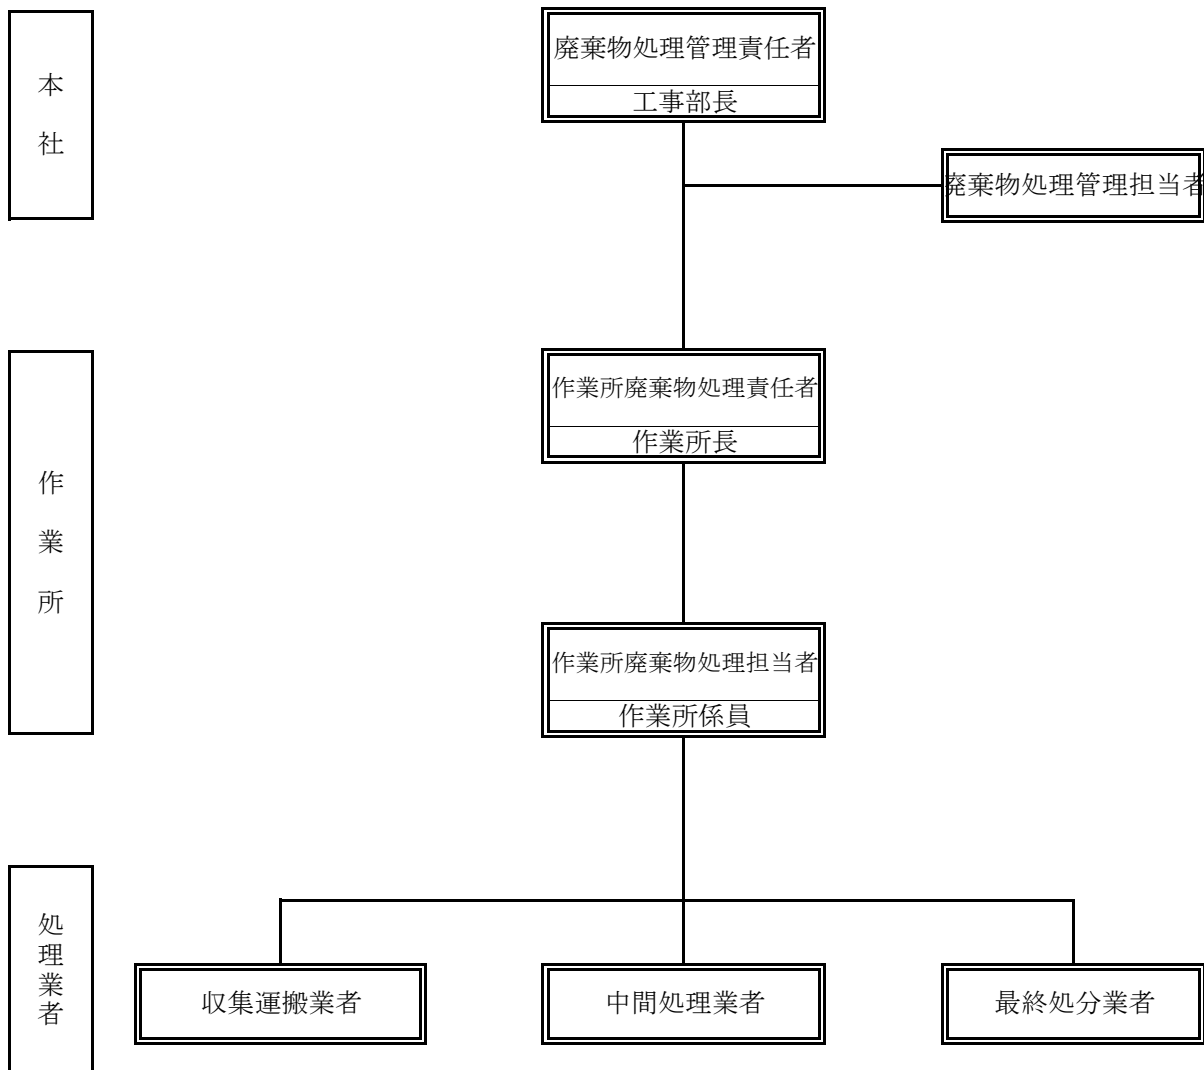 本社
廃棄物処理管理責任者
工事部長
廃棄物処理管理担当者
作業所
作業所廃棄物処理責任者
作業所長
作業所廃棄物処理担当者
作業所係員
処理業者
収集運搬業者
中間処理業者
最終処分業者